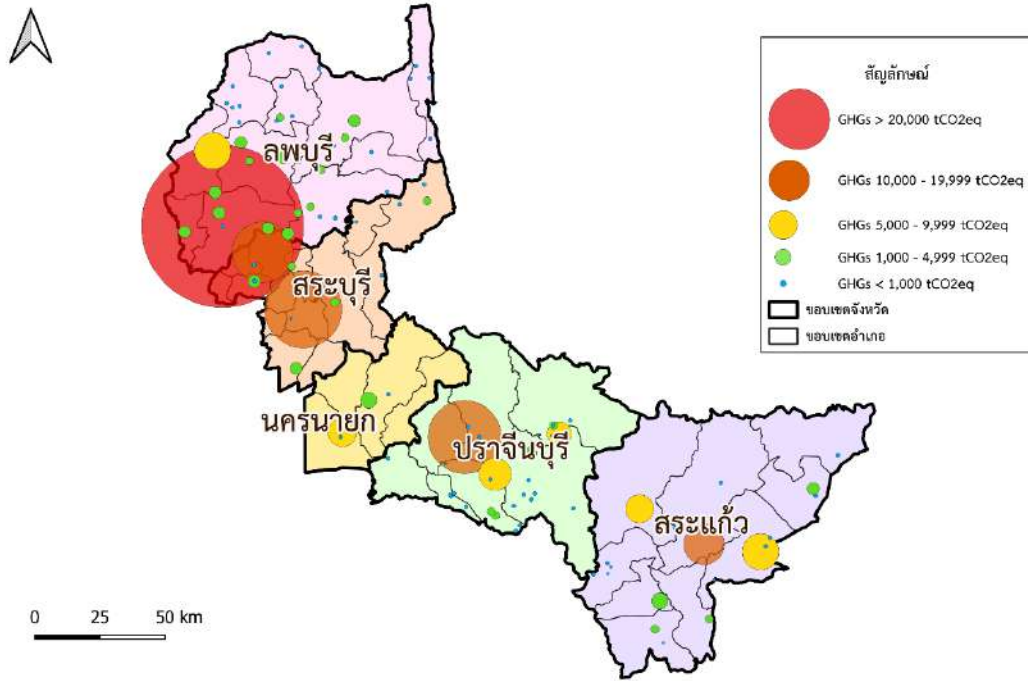 ลพบุรี
สระบุรี
นครนายก
ปราจีนบุรี
สระแก้ว
สัญลักษณ์
GHGs > 20,000 tCO2eq
GHGs 10,000 - 19,999 tCO2eq
GHGs 5,000 - 9,999 tCO2eq
GHGs 1,000 - 4,999 tCO2eq
GHGs < 1,000 tCO2eq
ขอบเขตจังหวัด
ขอบเขตอำเภอ
0 25 50 km